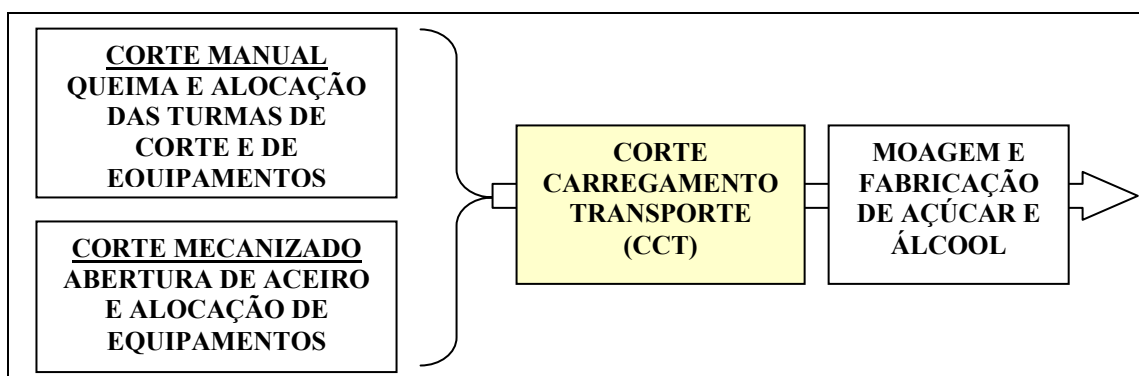 CORTE MANUAL
QUEIMA E ALOCAÇÃO
DAS TURMAS DE
CORTE E DE
EOUIPAMENTOS
CORTE MECANIZADO
ABERTURA DE ACEIRO
E ALOCAÇÃO DE
EQUIPAMENTOS
CORTE
CARREGAMENTO
TRANSPORTE
(CCT)
MOAGEM E
FABRICAÇÃO
DE AÇÚCAR E
ÁLCOOL